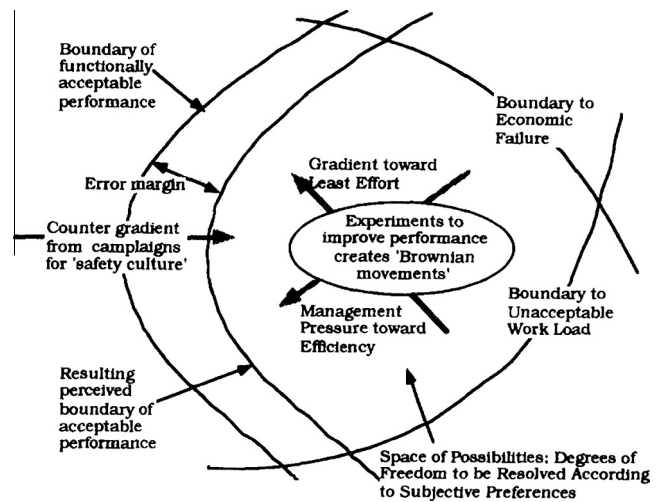 Boundary of
functionally
acceptable
performance
Boundary to
Economic
Failure
Gradient toward
Least Effort
Error margin
Experiments to
improve performance
creates 'Brownian
movements'
Counter gradient
from camplaigns
for 'safety culture'
Boundary to
Unacceptable
Work Load
Management
Pressure toward
Efficiency
Resulting
perceived
boundary of
acceptable
performance
Space of Possibilities; Degrees of
Freedom to be Resolved According
to Subjective Preferences